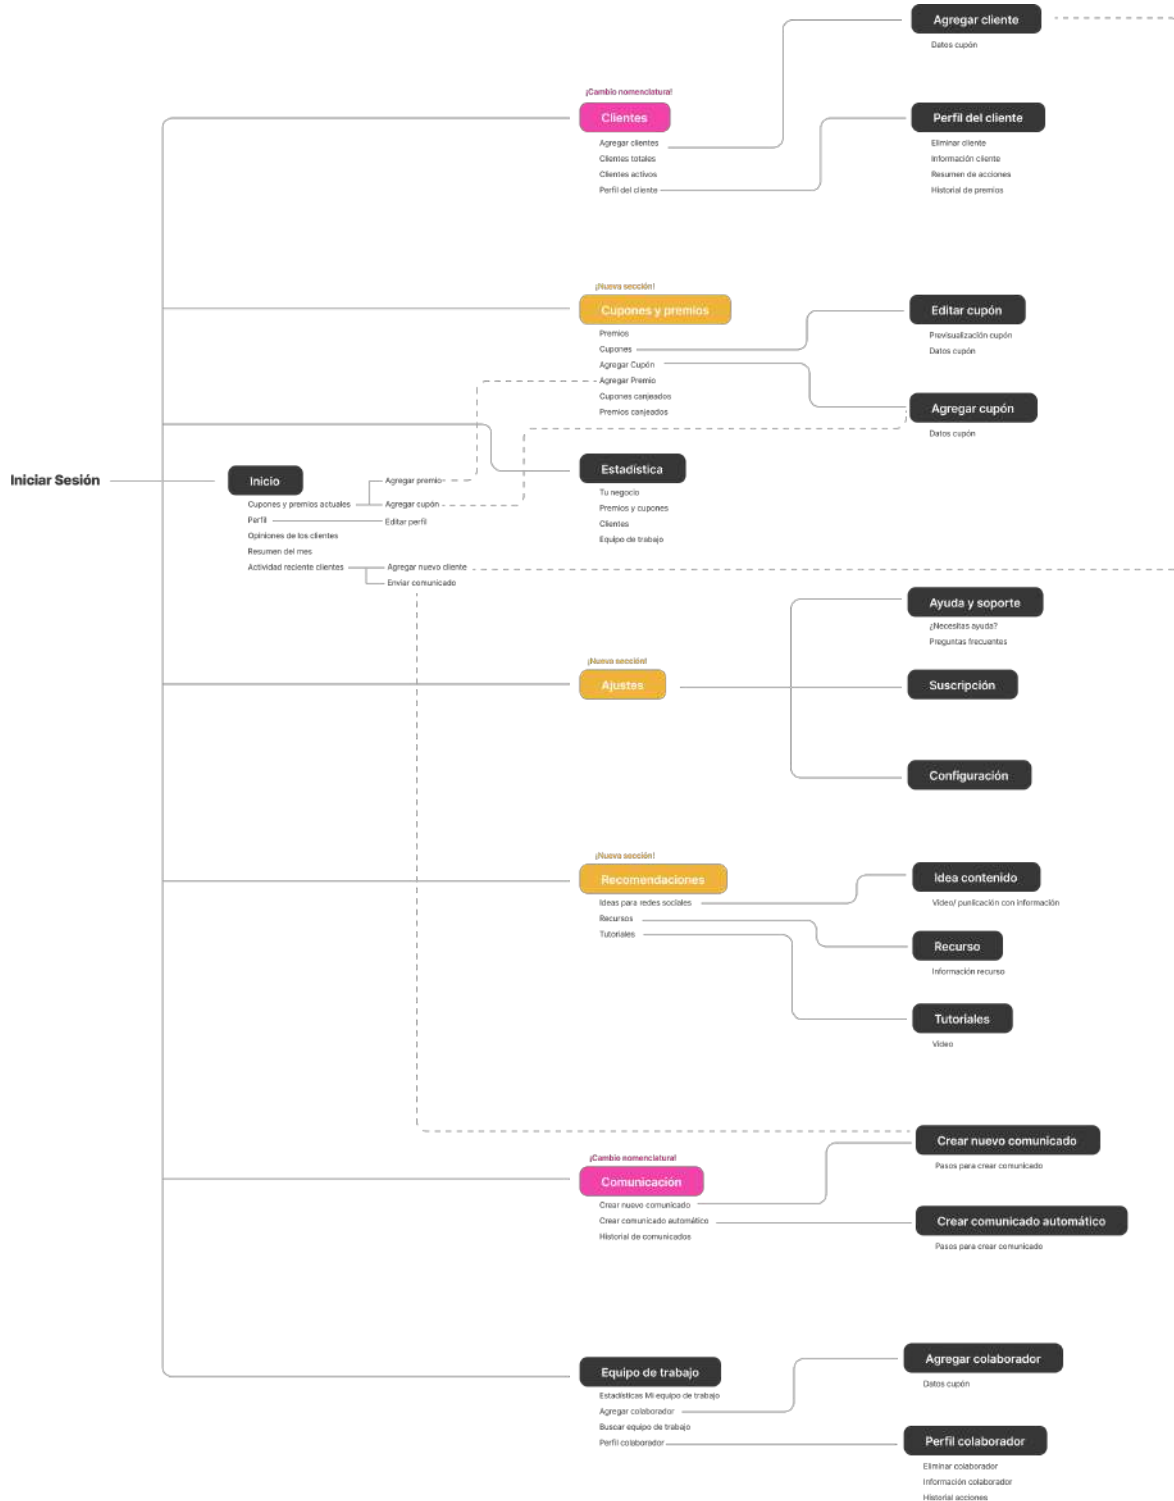 Agregar cliente
Datos cupón
¡Cambio nomenclatura!
Clientes
Agregar clientes
Clientes totales
Clientes activos
Perfil del cliente
Perfil del cliente
Eliminar cliente
Información cliente
Resumen de acciones
Historial de premios
¡Nueva sección!
Cupones y premios
Premios
Cupones
Agregar Cupón
Agregar Premio
Cupones canjeados
Premios canjeados
Editar cupón
Previsualización cupón
Datos cupón
Agregar cupón
Datos cupón
Estadística
Tu negocio
Premios y cupones
Clientes
Equipo de trabajo
Iniciar Sesión
Inicio
Cupones y premios actuales
Perfil
Opiniones de los clientes
Resumen del mes
Actividad reciente clientes
Agregar premio
Agregar cupón
Editar perfil
Agregar nuevo cliente
Enviar comunicado
¡Nueva sección!
Ajustes
Ayuda y soporte
¿Necesitas ayuda?
Preguntas frecuentes
Suscripción
Configuración
¡Nueva sección!
Recomendaciones
Ideas para redes sociales
Recursos
Tutoriales
Idea contenido
Video/ punlicación con información
Recurso
Información recurso
Tutoriales
Video
¡Cambio nomenclatura!
Comunicación
Crear nuevo comunicado
Crear comunicado automático
Historial de comunicados
Crear nuevo comunicado
Pasos para crear comunicado
Crear comunicado automático
Pasos para crear comunicado
Equipo de trabajo
Estadísticas Mi equipo de trabajo
Agregar colaborador
Buscar equipo de trabajo
Perfil colaborador
Agregar colaborador
Datos cupón
Perfil colaborador
Eliminar colaborador
Información colaborador
Historial acciones